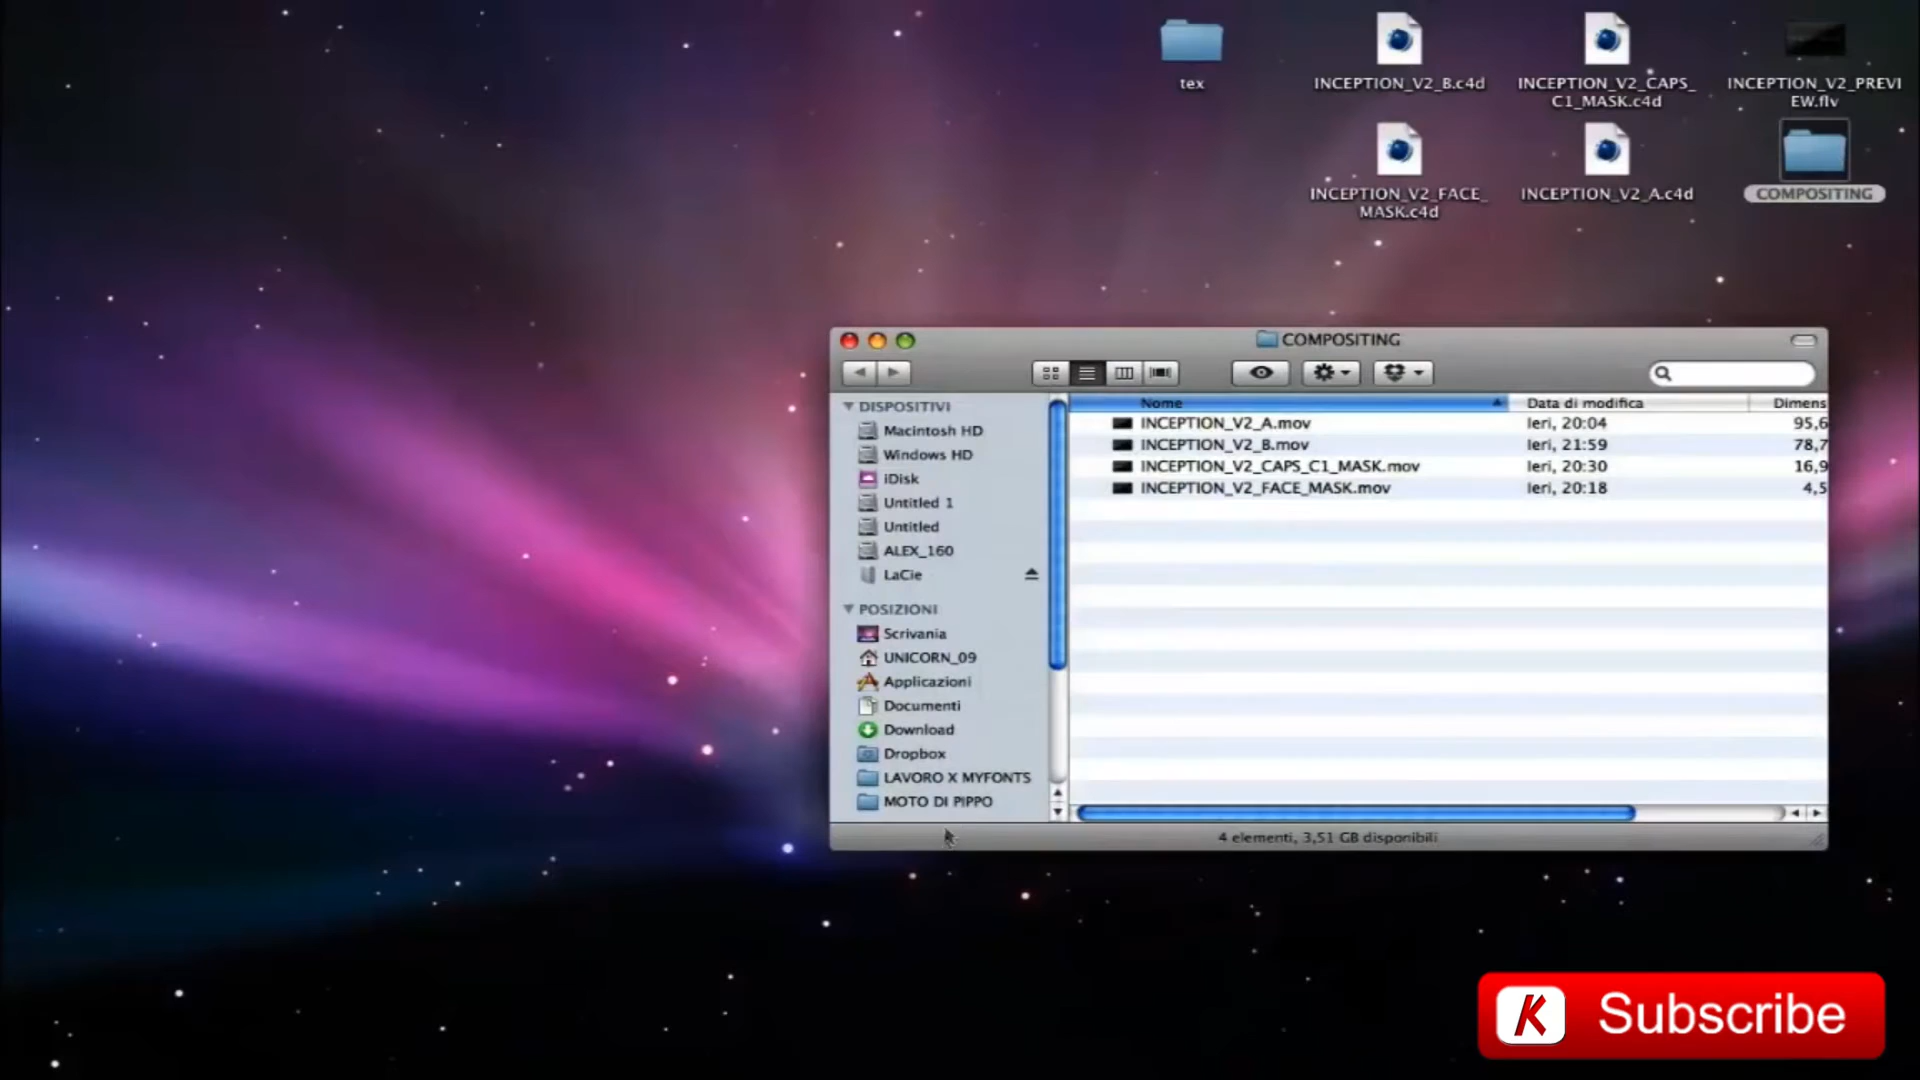 tex
INCEPTION_V2_B.c4d
INCEPTION_V2_CAPS_
C1_MASK.c4d
INCEPTION_V2_PREVI
EW.flv
INCEPTION_V2_FACE_
MASK.c4d
INCEPTION_V2_A.c4d
COMPOSITING
COMPOSITING
DISPOSITIVI
Macintosh HD
Windows HD
iDisk
Untitled 1
Untitled
ALEX_160
LaCie
POSIZIONI
Scrivania
UNICORN_09
Applicazioni
Documenti
Download
Dropbox
LAVORO X MYFONTS
MOTO DI PIPPO
Nome Data di modifica Dimens
INCEPTION_V2_A.mov Ieri, 20:04 95,6
INCEPTION_V2_B.mov Ieri, 21:59 78,7
INCEPTION_V2_CAPS_C1_MASK.mov Ieri, 20:30 16,9
INCEPTION_V2_FACE_MASK.mov Ieri, 20:18 4,5
4 elementi, 3,51 GB disponibili
K Subscribe